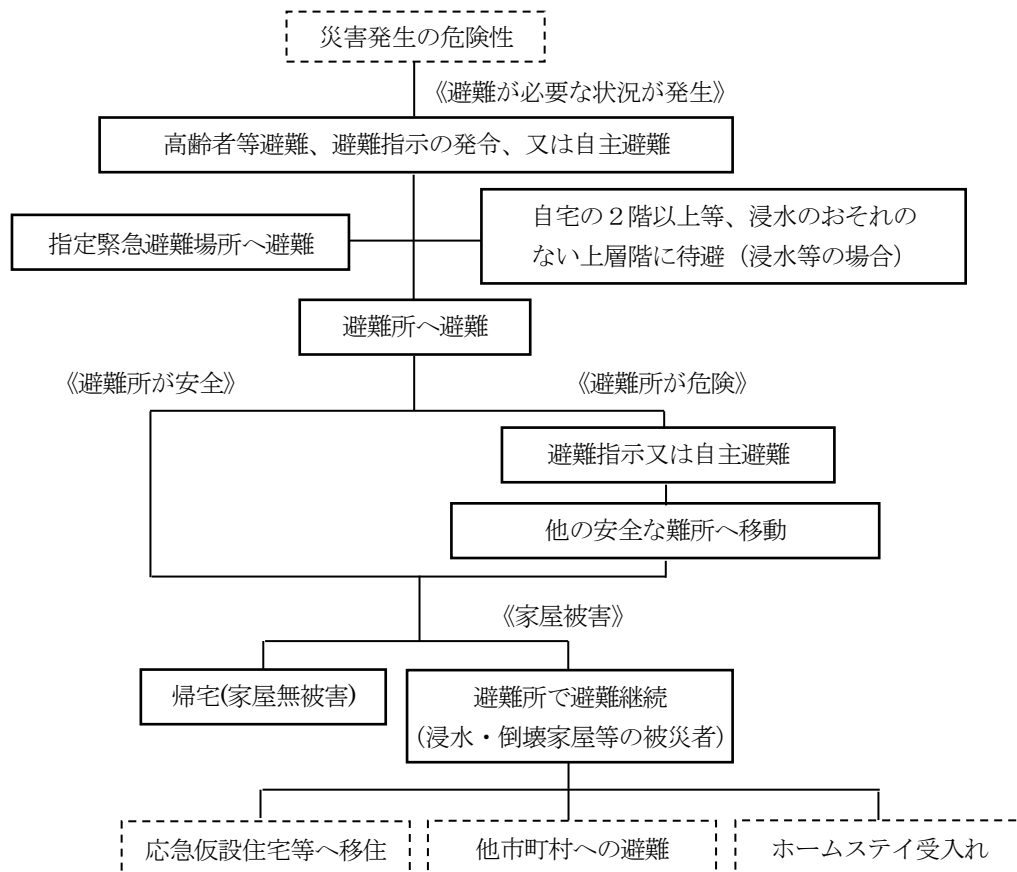 災害発生の危険性
《避難が必要な状況が発生》
高齢者等避難、避難指示の発令、又は自主避難
指定緊急避難場所へ避難
自宅の２階以上等、浸水のおそれの
ない上層階に待避（浸水等の場合）
避難所へ避難
《避難所が安全》
《避難所が危険》
避難指示又は自主避難
他の安全な難所へ移動
《家屋被害》
帰宅(家屋無被害)
避難所で避難継続
（浸水・倒壊家屋等の被災者）
応急仮設住宅等へ移住
他市町村への避難
ホームステイ受入れ